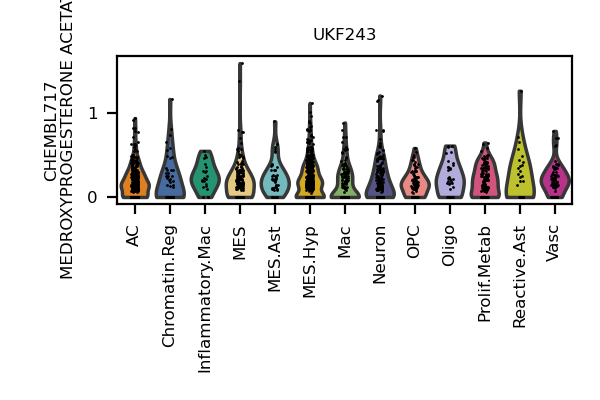 UKF243
CHEMBL717
MEDROXYPROGESTERONE ACETAT
1
0
AC
Chromatin.Reg
Inflammatory.Mac
MES
MES.Ast
MES.Hyp
Mac
Neuron
OPC
Oligo
Prolif.Metab
Reactive.Ast
Vasc